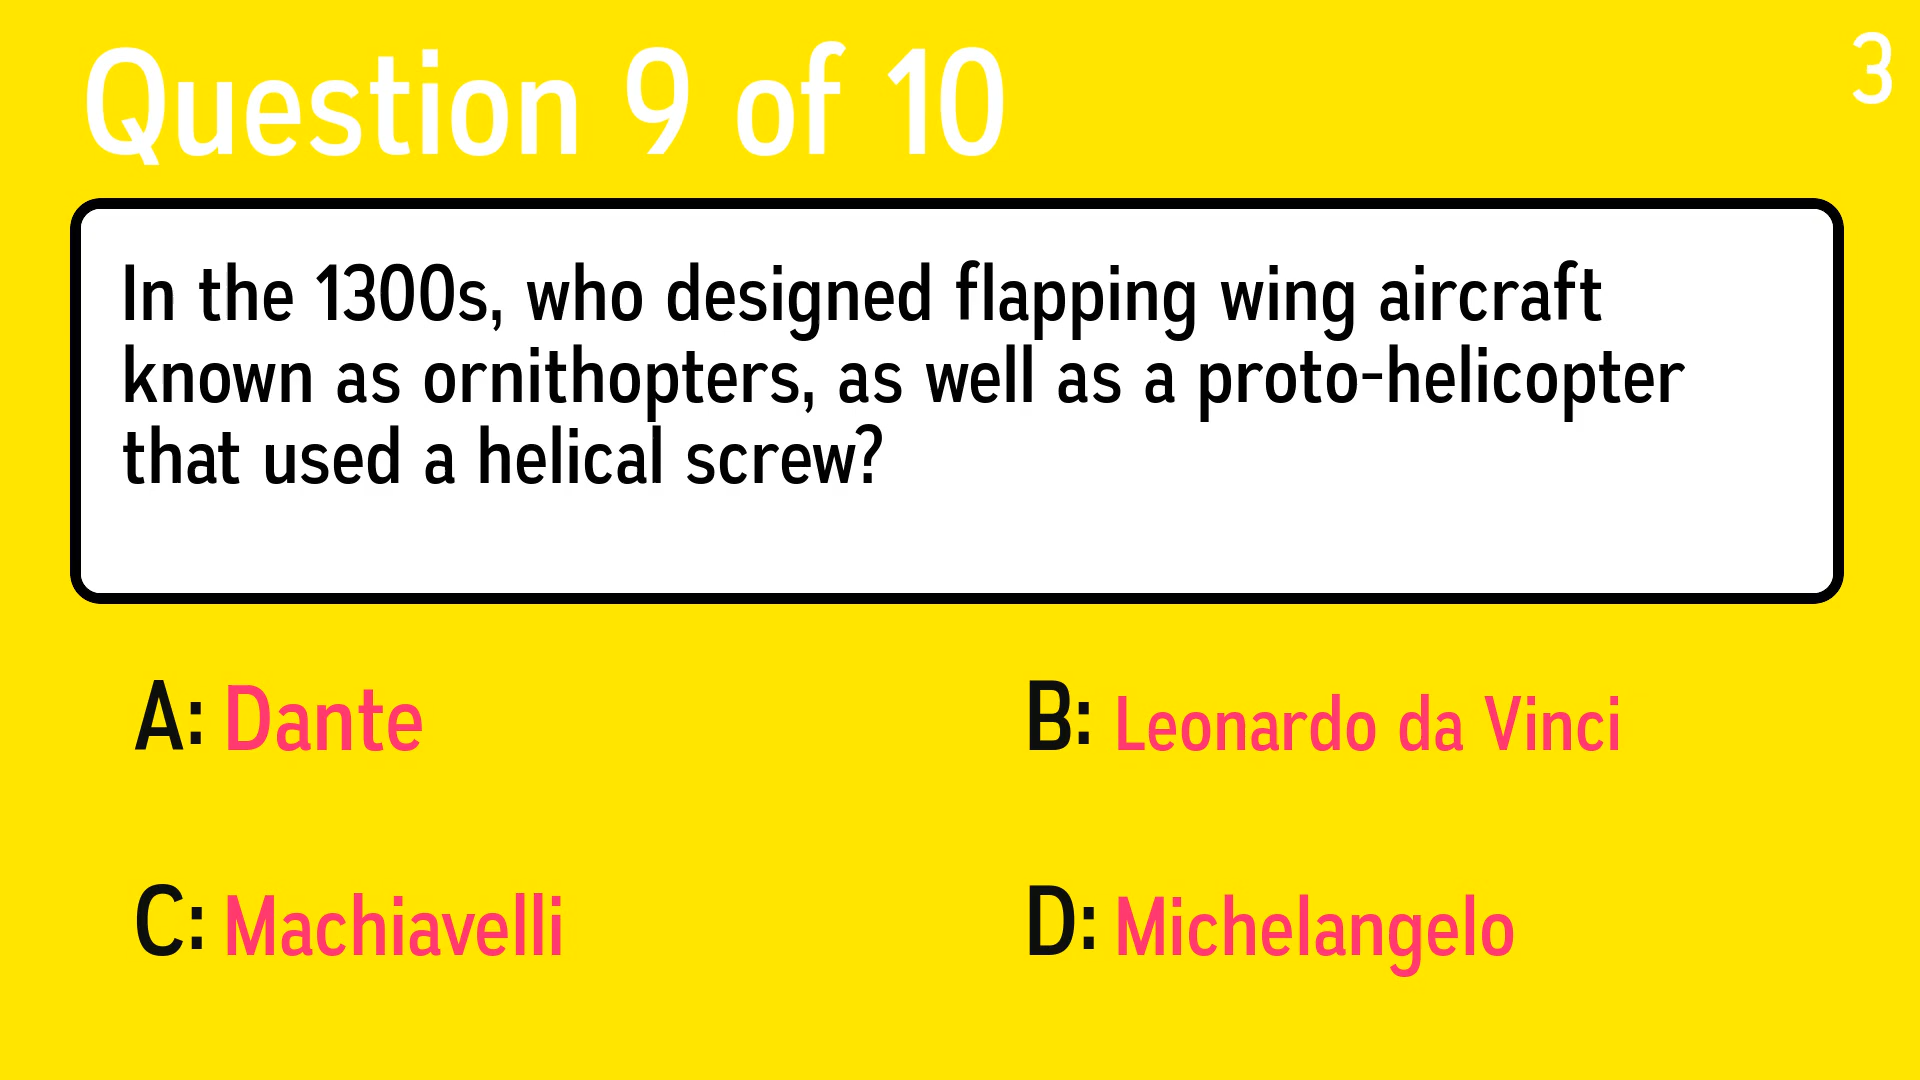 Question 9 of 10
3
In the 1300s, who designed flapping wing aircraft
known as ornithopters, as well as a proto-helicopter
that used a helical screw?
A: Dante
B: Leonardo da Vinci
C: Machiavelli
D: Michelangelo